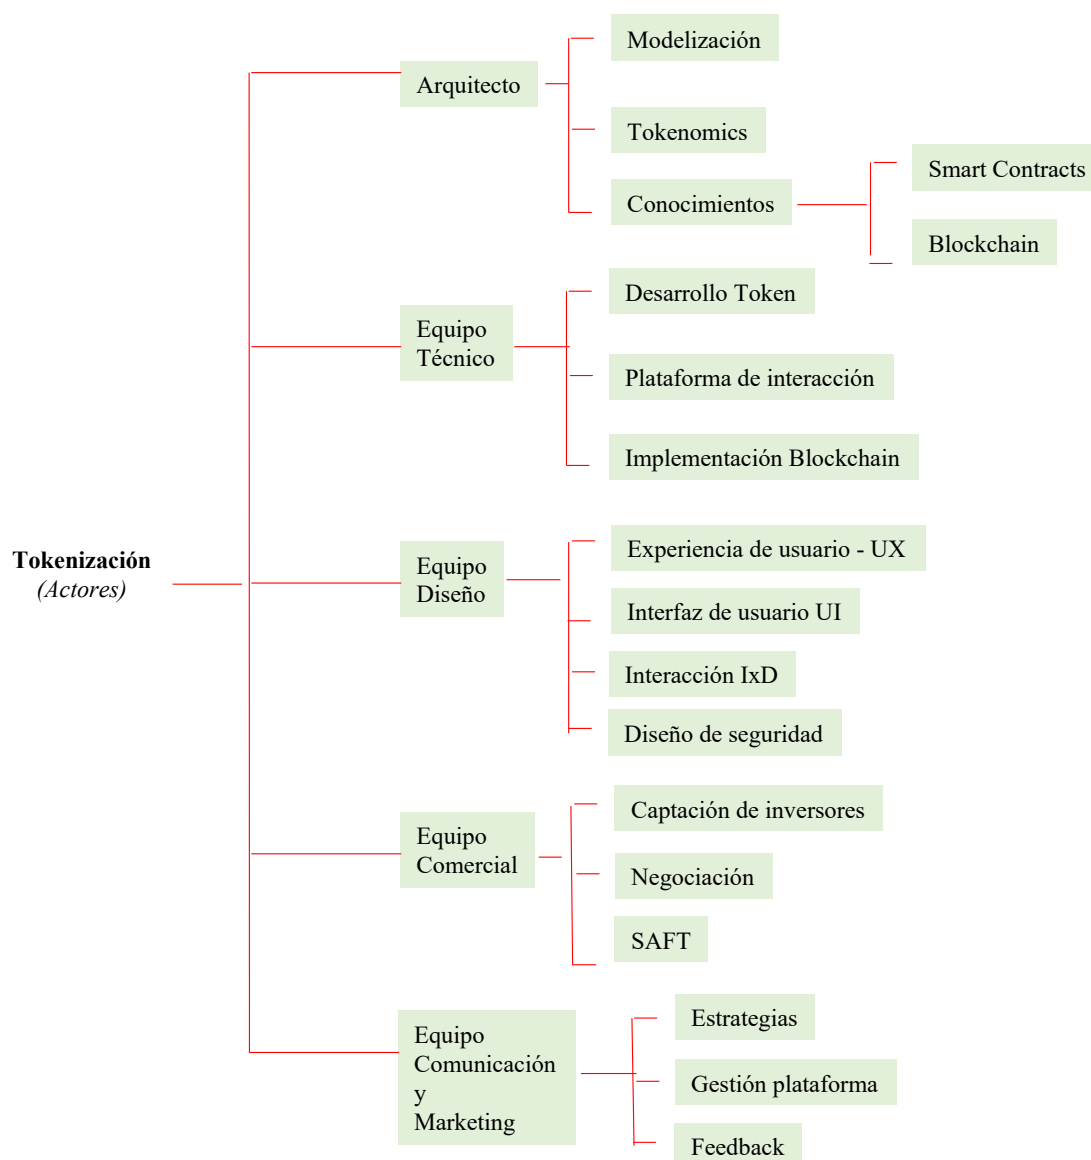 Tokenización
(Actores)
Arquitecto
Modelización
Tokenomics
Conocimientos
Smart Contracts
Blockchain
Equipo
Técnico
Desarrollo Token
Plataforma de interacción
Implementación Blockchain
Equipo
Diseño
Experiencia de usuario - UX
Interfaz de usuario UI
Interacción IxD
Diseño de seguridad
Equipo
Comercial
Captación de inversores
Negociación
SAFT
Equipo
Comunicación
y
Marketing
Estrategias
Gestión plataforma
Feedback